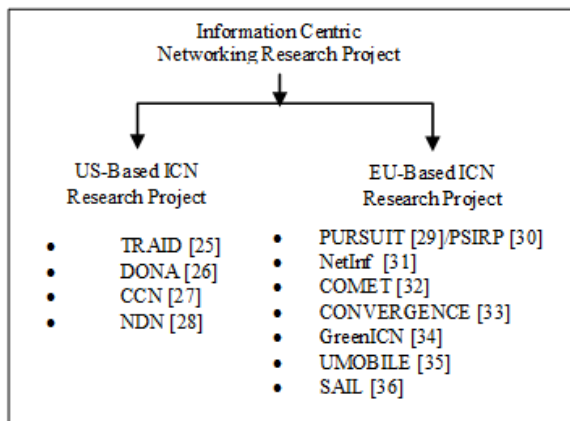 Information Centric
Networking Research Project
US-Based ICN
Research Project
• TRAID [25]
• DONA [26]
• CCN [27]
• NDN [28]
EU-Based ICN
Research Project
• PURSUIT [29]/PSIRP [30]
• NetInf [31]
• COMET [32]
• CONVERGENCE [33]
• GreenICN [34]
• UMOBILE [35]
• SAIL [36]